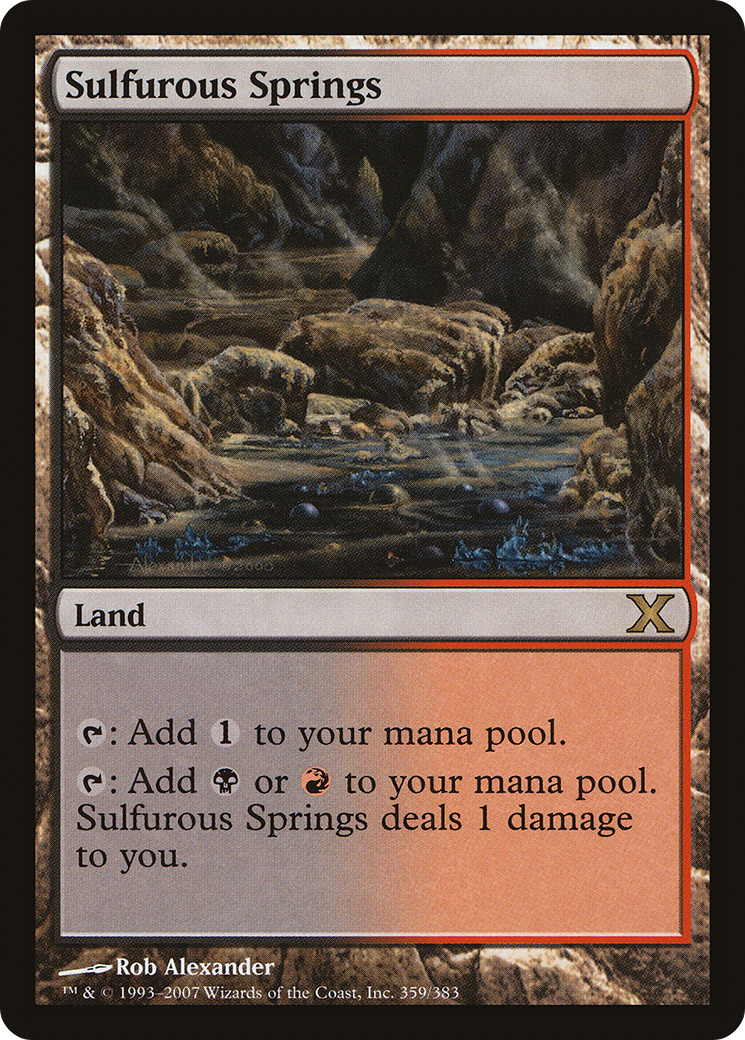 Sulfurous Springs
Land
X
: Add 1 to your mana pool.
: Add or to your mana pool.
Sulfurous Springs deals 1 damage
to you.
Rob Alexander
™ & © 1993–2007 Wizards of the Coast, Inc. 359/383